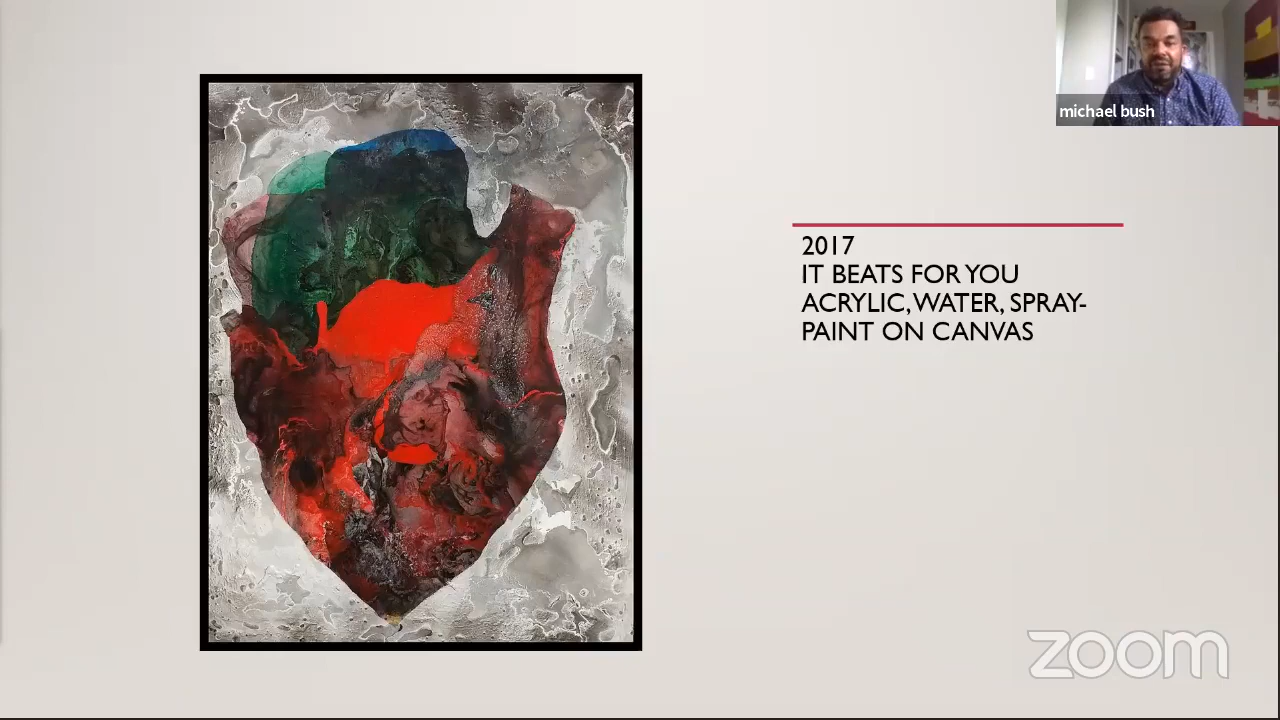 michael bush
2017
IT BEATS FOR YOU
ACRYLIC, WATER, SPRAY-
PAINT ON CANVAS
zoom